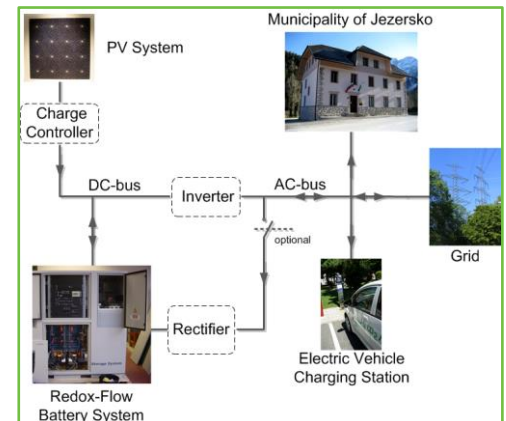 Municipality of Jezersko
PV System
Charge
Controller
DC-bus
Inverter
AC-bus
optional
Grid
Rectifier
Electric Vehicle
Charging Station
Redox-Flow
Battery System